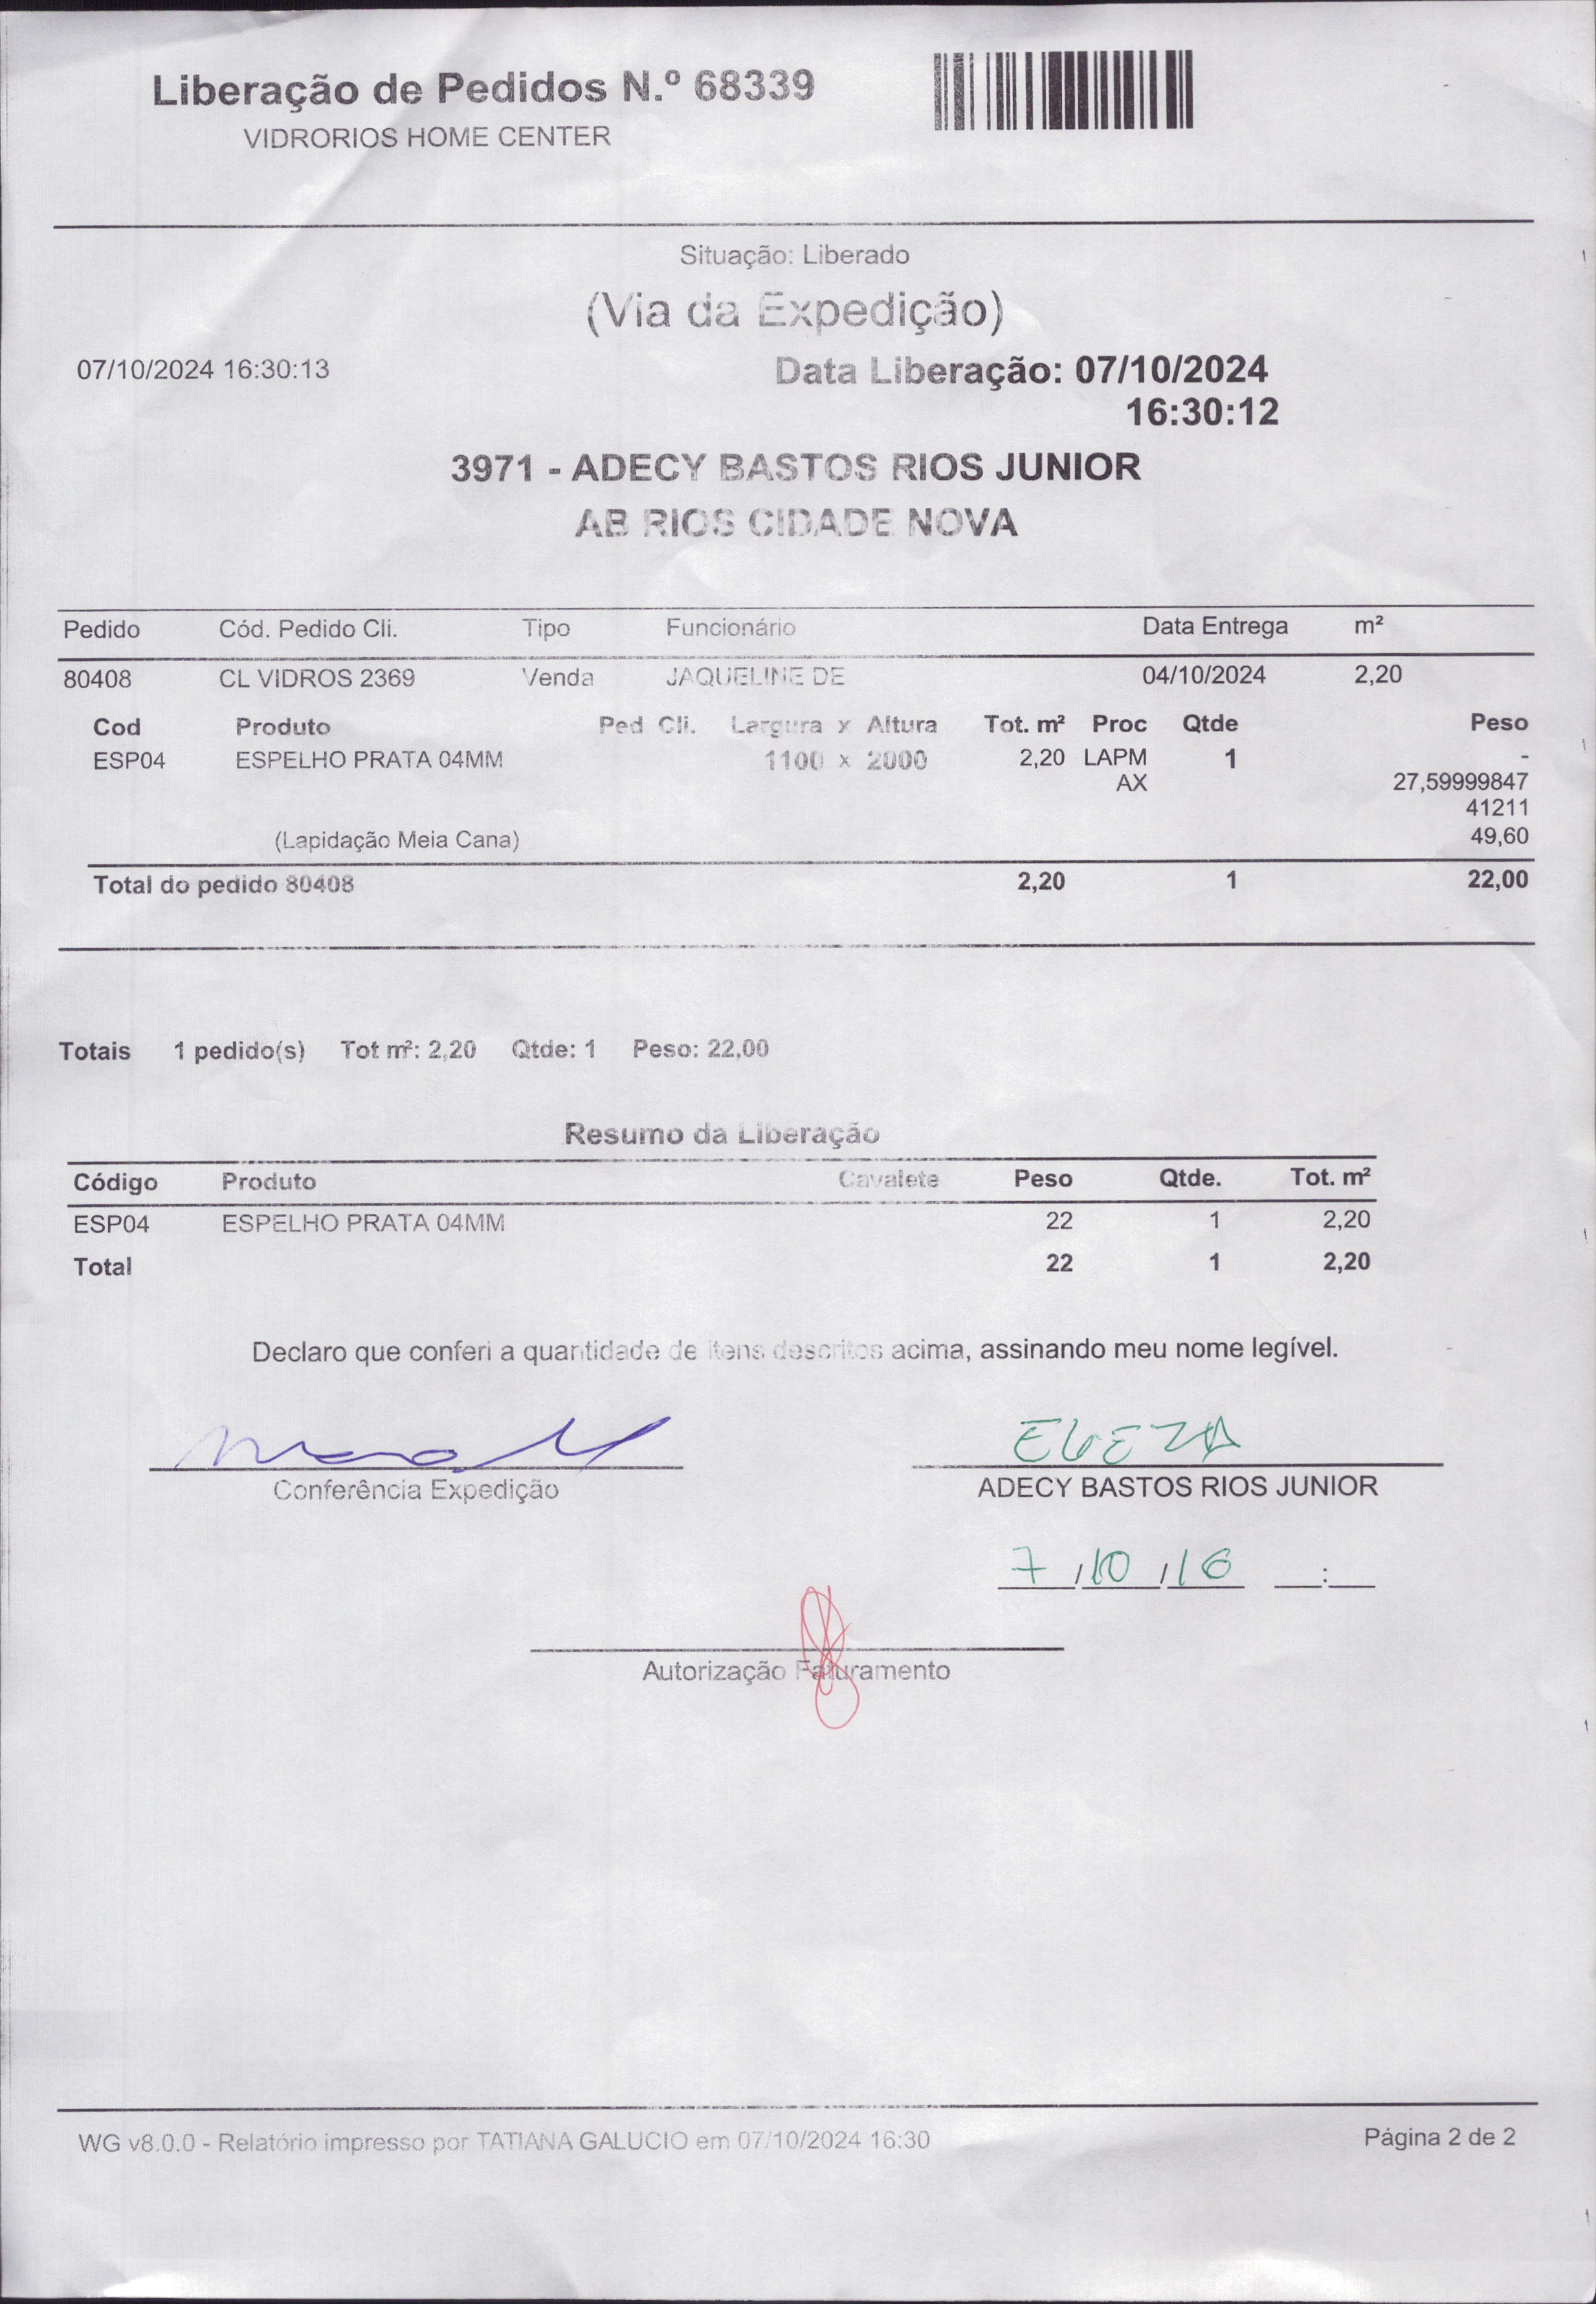 Liberação de Pedidos N.º 68339
VIDRORIOS HOME CENTER
Situação: Liberado
(Via da Expedição)
07/10/2024 16:30:13 Data Liberação: 07/10/2024
16:30:12
3971 - ADECY BASTOS RIOS JUNIOR
AB RIOS CIDADE NOVA
Pedido Cód. Pedido Cli. Tipo Funcionário Data Entrega m²
80408 CL VIDROS 2369 Venda JAQUELINE DE 04/10/2024 2,20
Cod Produto Ped Cli. Largura x Altura Tot. m² Proc Qtde Peso
ESP04 ESPELHO PRATA 04MM 1100 x 2000 2,20 LAPM 1 -
AX 27,59999847
41211
(Lapidação Meia Cana) 49,60
Total do pedido 80408 2,20 1 22,00
Totais 1 pedido(s) Tot m²: 2,20 Qtde: 1 Peso: 22,00
Resumo da Liberação
Código Produto Cavalete Peso Qtde. Tot. m²
ESP04 ESPELHO PRATA 04MM 22 1 2,20
Total 22 1 2,20
Declaro que conferi a quantidade de itens descritos acima, assinando meu nome legível.
Conferência Expedição ADECY BASTOS RIOS JUNIOR
7/10/16 :
Autorização Faturamento
WG v8.0.0 - Relatório impresso por TATIANA GALUCIO em 07/10/2024 16:30 Página 2 de 2